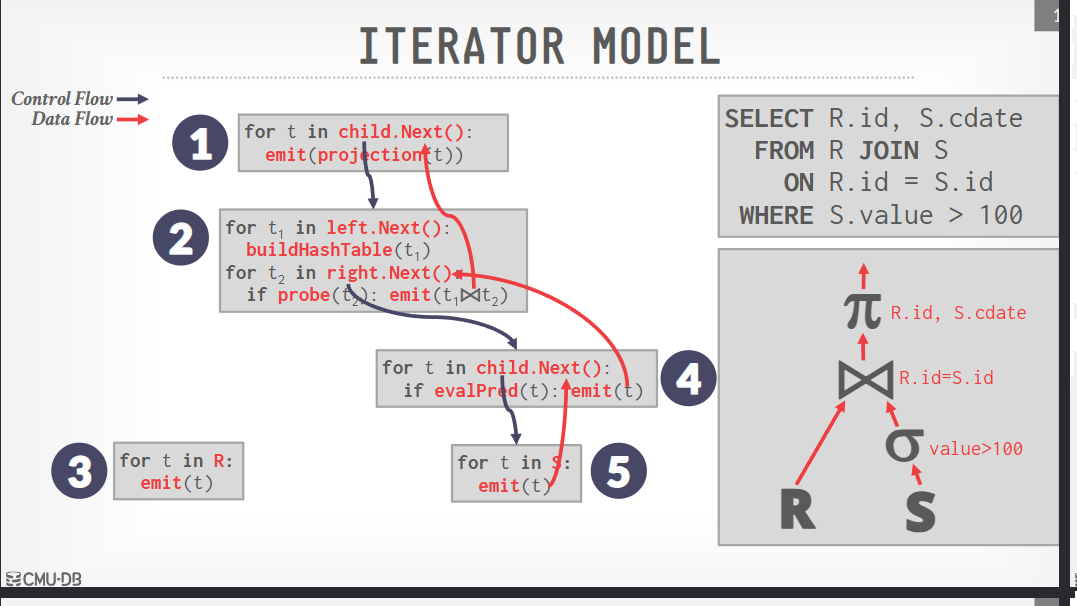 1
ITERATOR MODEL
Control Flow
Data Flow
1
for t in child.Next():
emit(projection(t))
2
for t₁ in left.Next():
buildHashTable(t₁)
for t₂ in right.Next():
if probe(t₂): emit(t₁⋈t₂)
4
for t in child.Next():
if evalPred(t): emit(t)
3
for t in R:
emit(t)
5
for t in S:
emit(t)
SELECT R.id, S.cdate
FROM R JOIN S
ON R.id = S.id
WHERE S.value > 100
π R.id, S.cdate
⋈ R.id=S.id
σ value>100
R S
CMU·DB